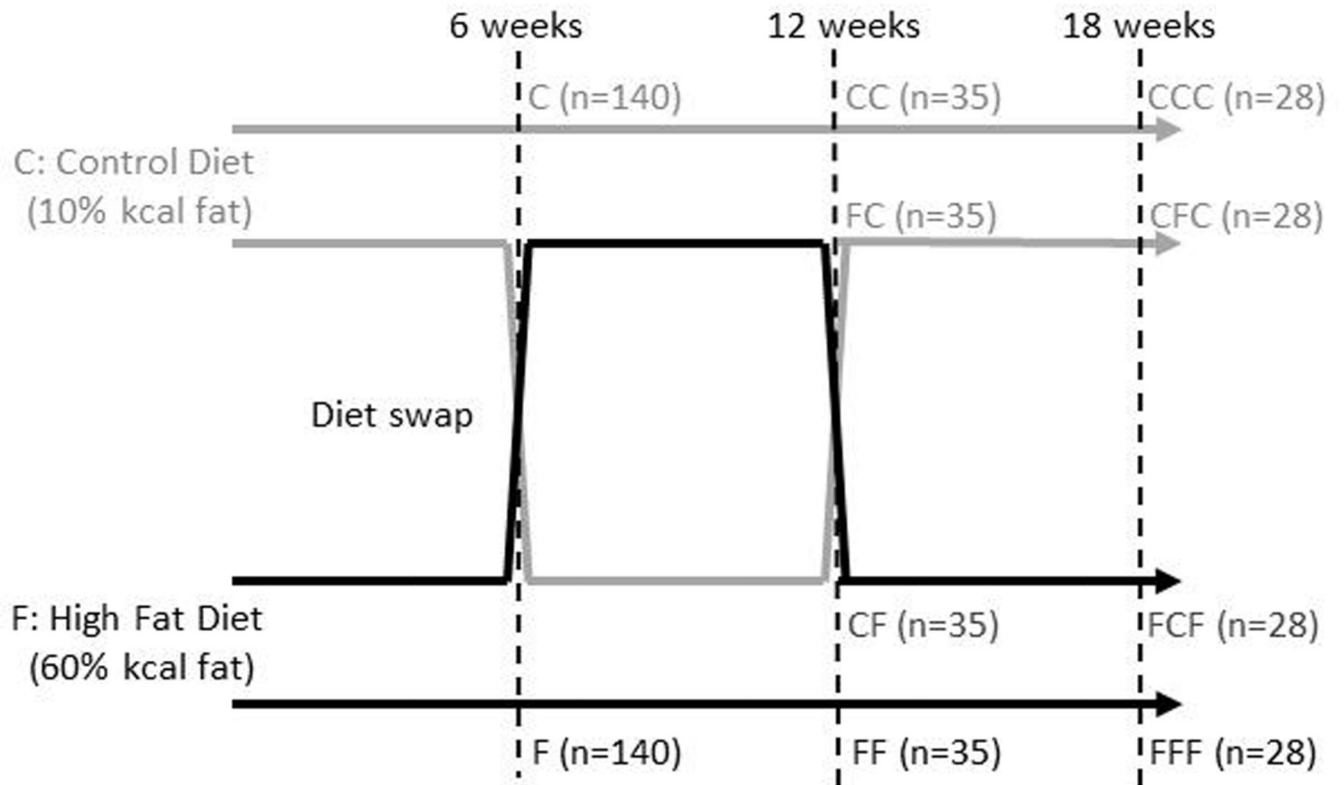 6 weeks
12 weeks
18 weeks
C (n=140)
CC (n=35)
CCC (n=28)
C: Control Diet
(10% kcal fat)
FC (n=35)
CFC (n=28)
Diet swap
F: High Fat Diet
(60% kcal fat)
CF (n=35)
FCF (n=28)
F (n=140)
FF (n=35)
FFF (n=28)